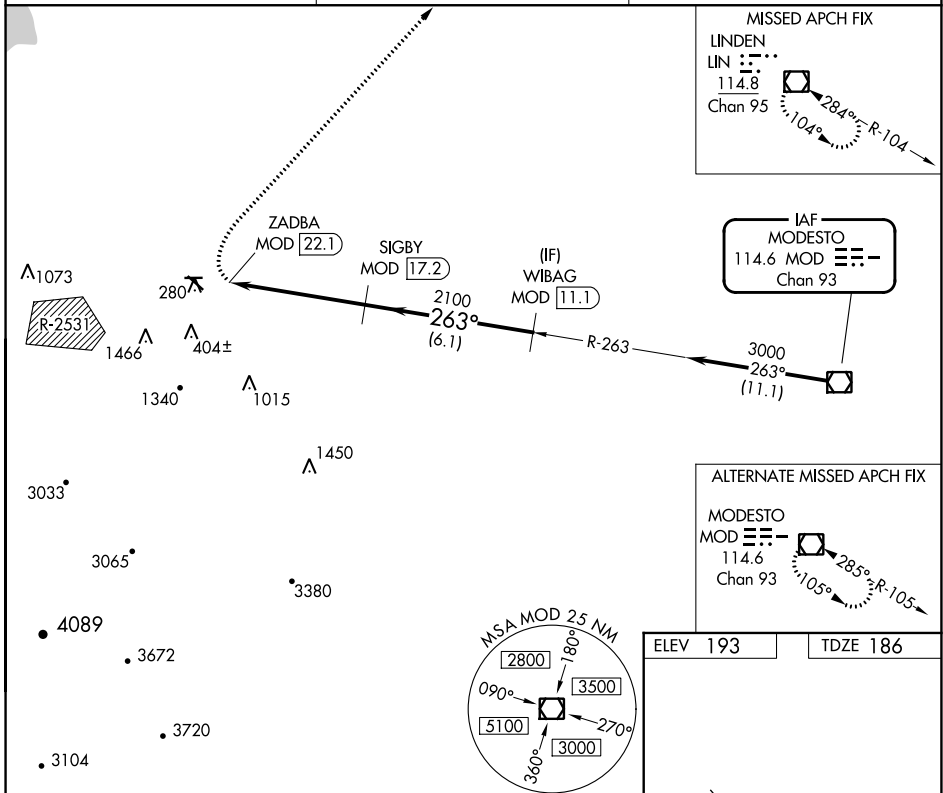 MISSED APCH FIX
LINDEN
LIN
114.8
Chan 95
284°
R-104
104°
ZADBA
MOD 22.1
SIGBY
MOD 17.2
(IF)
WIBAG
MOD 11.1
IAF
MODESTO
114.6 MOD
Chan 93
1073
280
R-2531
1466
404±
2100
263°
(6.1)
R-263
3000
263°
(11.1)
1340
1015
1450
3033
ALTERNATE MISSED APCH FIX
MODESTO
MOD
114.6
Chan 93
285°
R-105
105°
3065
3380
4089
3672
3720
3104
MSA MOD 25 NM
2800
180°
090°
3500
5100
270°
360°
3000
ELEV 193
TDZE 186